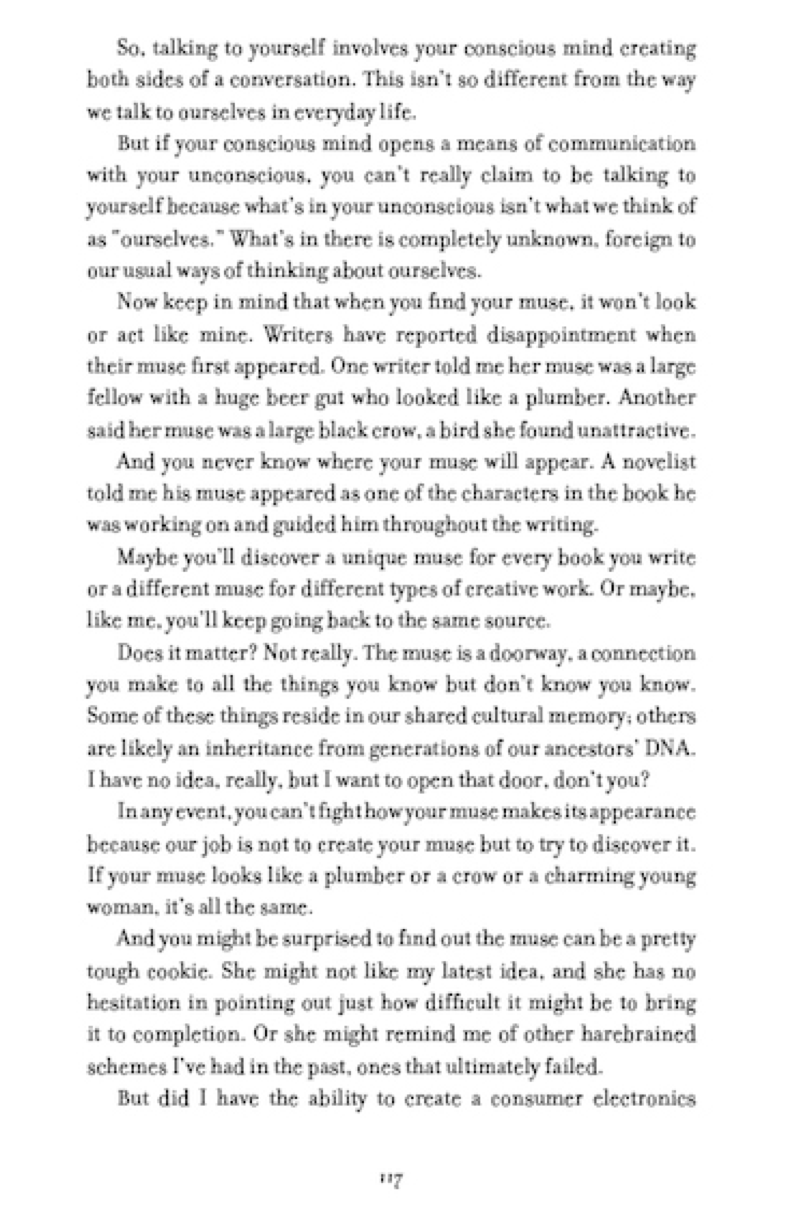 So, talking to yourself involves your conscious mind creating
both sides of a conversation. This isn't so different from the way
we talk to ourselves in everyday life.
But if your conscious mind opens a means of communication
with your unconscious, you can't really claim to be talking to
yourself because what's in your unconscious isn't what we think of
as "ourselves." What's in there is completely unknown, foreign to
our usual ways of thinking about ourselves.
Now keep in mind that when you find your muse, it won't look
or act like mine. Writers have reported disappointment when
their muse first appeared. One writer told me her muse was a large
fellow with a huge beer gut who looked like a plumber. Another
said her muse was a large black crow, a bird she found unattractive.
And you never know where your muse will appear. A novelist
told me his muse appeared as one of the characters in the book he
was working on and guided him throughout the writing.
Maybe you'll discover a unique muse for every book you write
or a different muse for different types of creative work. Or maybe,
like me, you'll keep going back to the same source.
Does it matter? Not really. The muse is a doorway, a connection
you make to all the things you know but don't know you know.
Some of these things reside in our shared cultural memory; others
are likely an inheritance from generations of our ancestors' DNA.
I have no idea, really, but I want to open that door, don't you?
In any event, you can't fight how your muse makes its appearance
because our job is not to create your muse but to try to discover it.
If your muse looks like a plumber or a crow or a charming young
woman, it's all the same.
And you might be surprised to find out the muse can be a pretty
tough cookie. She might not like my latest idea, and she has no
hesitation in pointing out just how difficult it might be to bring
it to completion. Or she might remind me of other harebrained
schemes I've had in the past, ones that ultimately failed.
But did I have the ability to create a consumer electronics
117